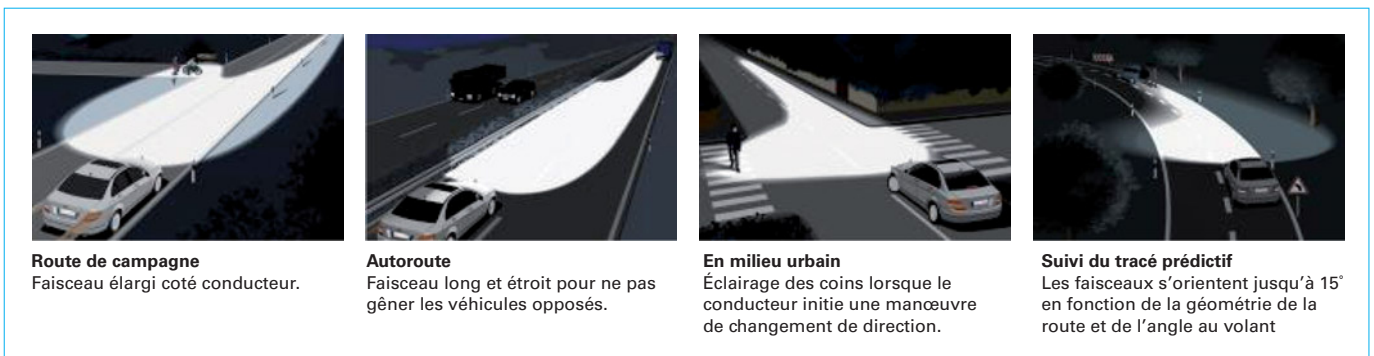 Route de campagne
Faisceau élargi coté conducteur.
Autoroute
Faisceau long et étroit pour ne pas
gêner les véhicules opposés.
En milieu urbain
Éclairage des coins lorsque le
conducteur initie une manœuvre
de changement de direction.
Suivi du tracé prédictif
Les faisceaux s’orientent jusqu’à 15°
en fonction de la géométrie de la
route et de l’angle au volant